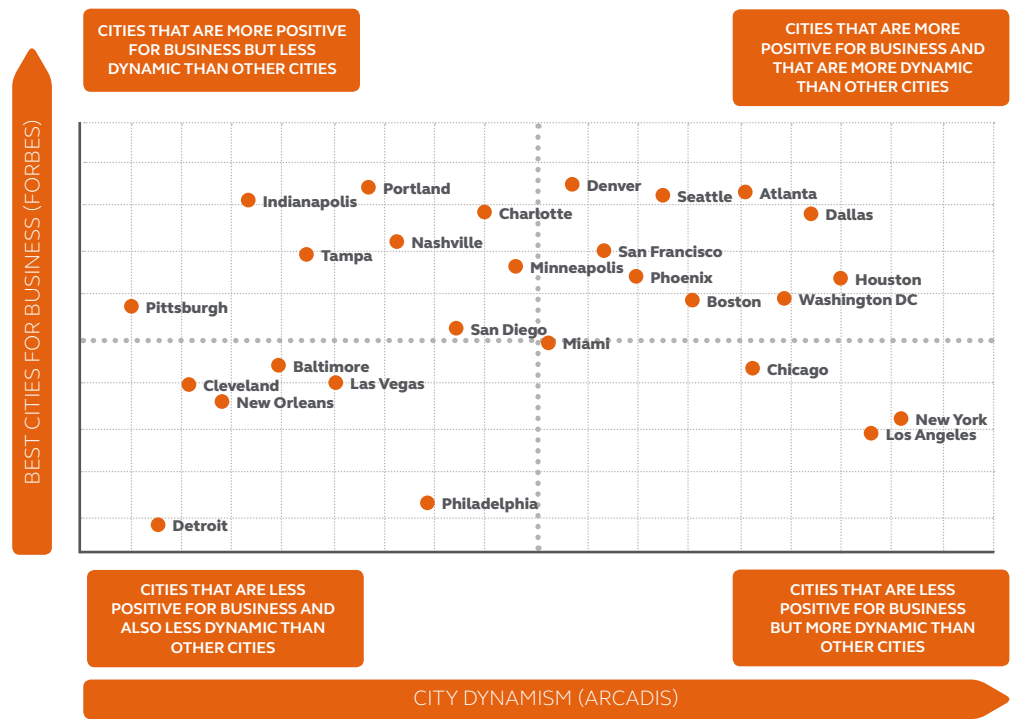 CITIES THAT ARE MORE POSITIVE
FOR BUSINESS BUT LESS
DYNAMIC THAN OTHER CITIES
CITIES THAT ARE MORE
POSITIVE FOR BUSINESS AND
THAT ARE MORE DYNAMIC
THAN OTHER CITIES
BEST CITIES FOR BUSINESS (FORBES)
Portland
Denver
Indianapolis
Seattle
Atlanta
Charlotte
Dallas
Nashville
Tampa
San Francisco
Minneapolis
Phoenix
Houston
Pittsburgh
Boston
Washington DC
San Diego
Miami
Baltimore
Chicago
Cleveland
Las Vegas
New Orleans
New York
Los Angeles
Philadelphia
Detroit
CITIES THAT ARE LESS
POSITIVE FOR BUSINESS AND
ALSO LESS DYNAMIC THAN
OTHER CITIES
CITIES THAT ARE LESS
POSITIVE FOR BUSINESS
BUT MORE DYNAMIC THAN
OTHER CITIES
CITY DYNAMISM (ARCADIS)